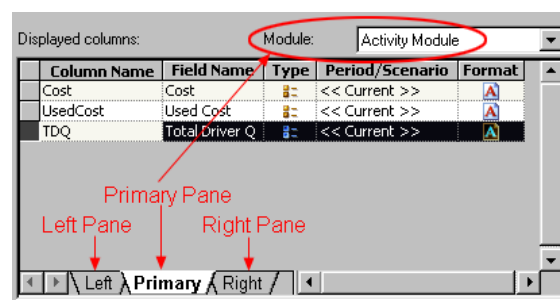 Displayed columns: Module: Activity Module
Column Name Field Name Type Period/Scenario Format
Cost Cost << Current >> A
UsedCost Used Cost << Current >> A
TDQ Total Driver Q << Current >> A
Primary Pane
Left Pane Right Pane
Left Primary Right